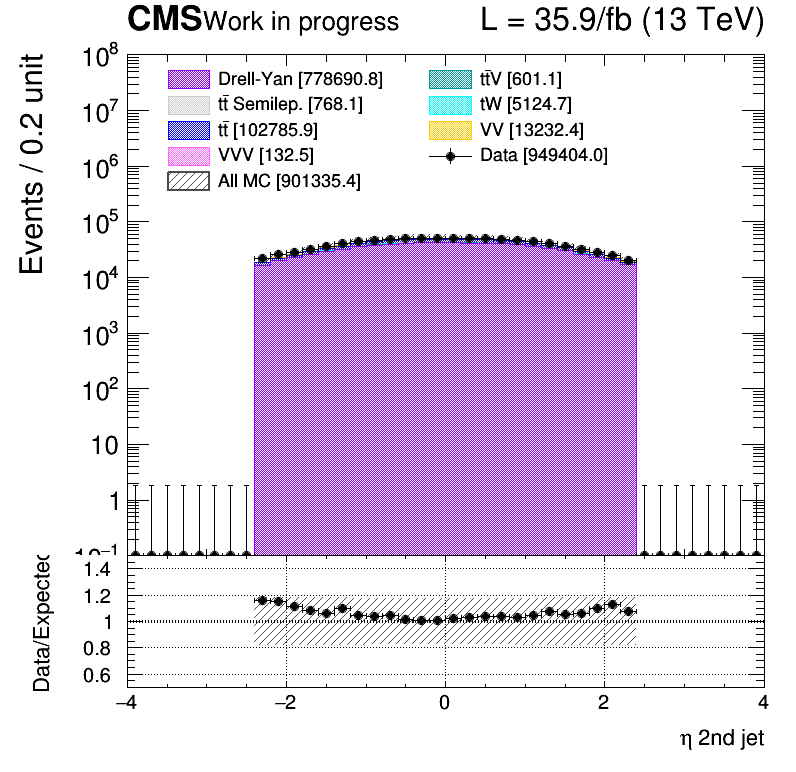 CMS Work in progress L = 35.9/fb (13 TeV)
Events / 0.2 unit
10⁸
10⁷
10⁶
10⁵
10⁴
10³
10²
10
1
10⁻¹
Drell-Yan [778690.8]
tt̄ Semilep. [768.1]
tt̄ [102785.9]
VVV [132.5]
All MC [901335.4]
tt̄V [601.1]
tW [5124.7]
VV [13232.4]
Data [949404.0]
Data/Expected
1.4
1.2
1
0.8
0.6
−4 −2 0 2 4
η 2nd jet